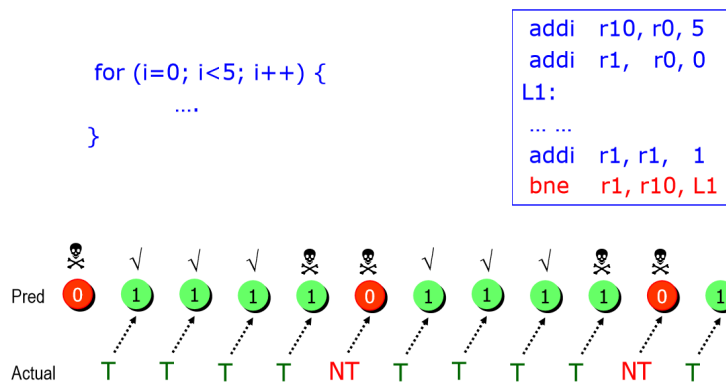 for (i=0; i<5; i++) {
….
}
addi r10, r0, 5
addi r1, r0, 0
L1:
… …
addi r1, r1, 1
bne r1, r10, L1
√ √ √ √ √ √
Pred 0 1 1 1 1 0 1 1 1 1 0 1
Actual T T T T NT T T T T NT T